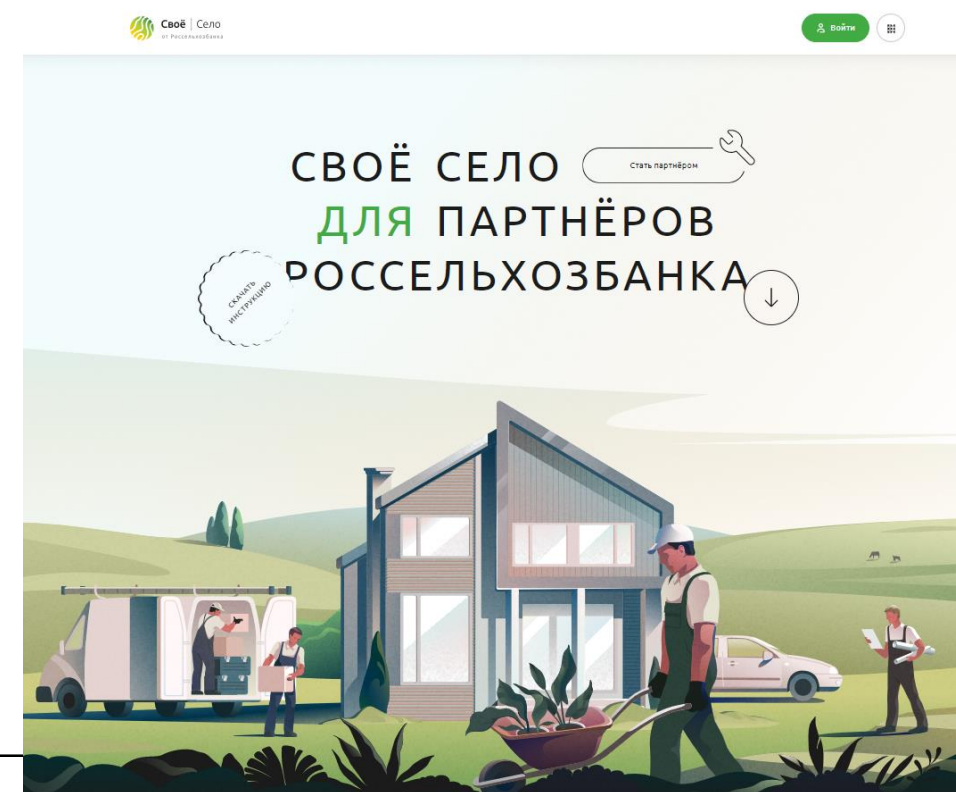 Своё | Село
от Россельхозбанка
Войти
СВОЁ СЕЛО
Стать партнёром
ДЛЯ ПАРТНЁРОВ
РОССЕЛЬХОЗБАНКА
СКАЧАТЬ
ИНСТРУКЦИЮ